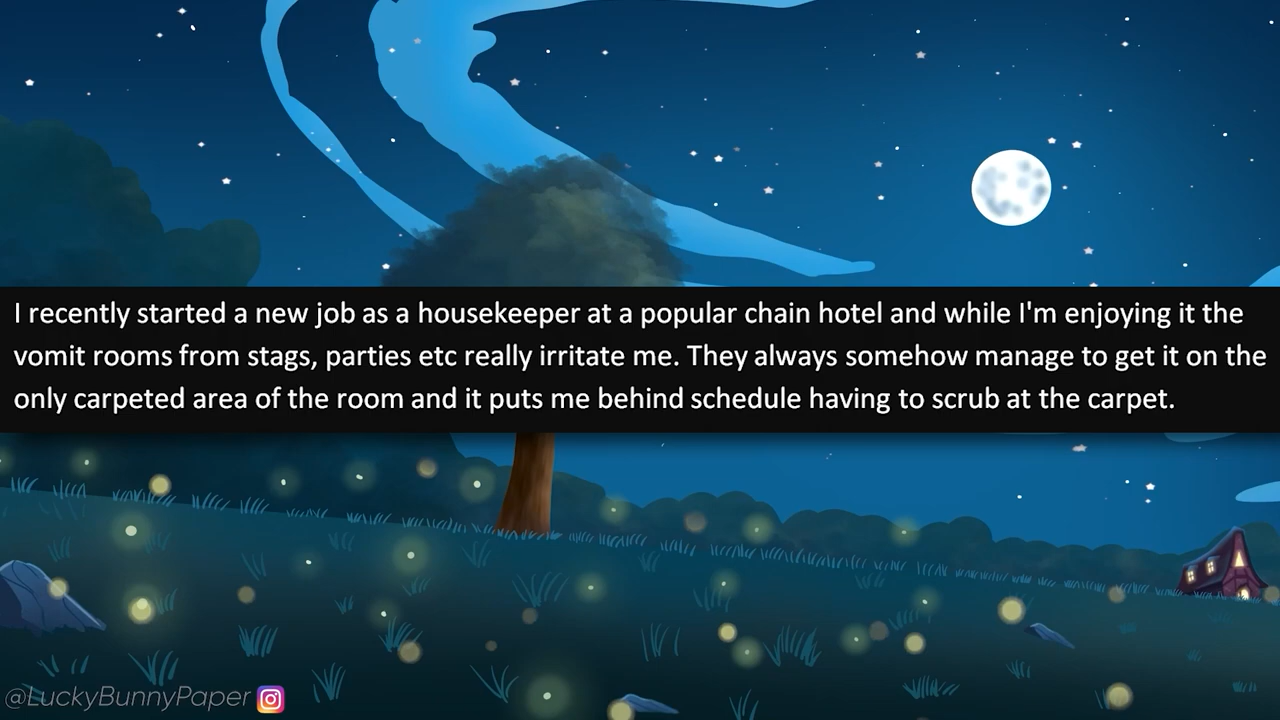 I recently started a new job as a housekeeper at a popular chain hotel and while I'm enjoying it the
vomit rooms from stags, parties etc really irritate me. They always somehow manage to get it on the
only carpeted area of the room and it puts me behind schedule having to scrub at the carpet.
@LuckyBunnyPaper